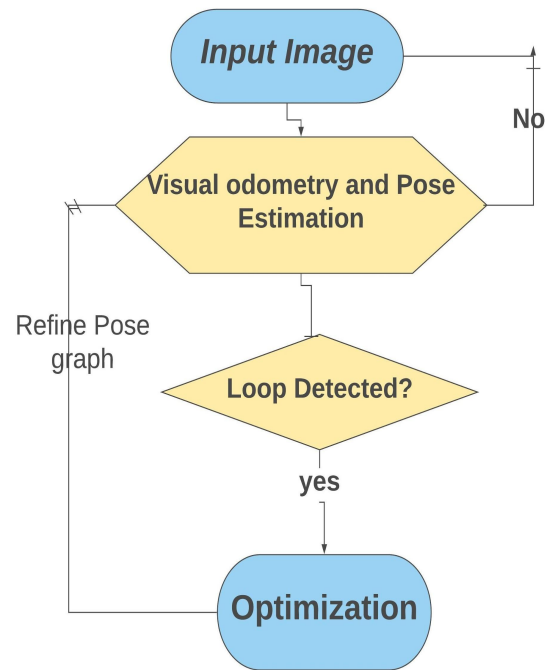 Input Image
No
Visual odometry and Pose
Estimation
Refine Pose
graph
Loop Detected?
yes
Optimization